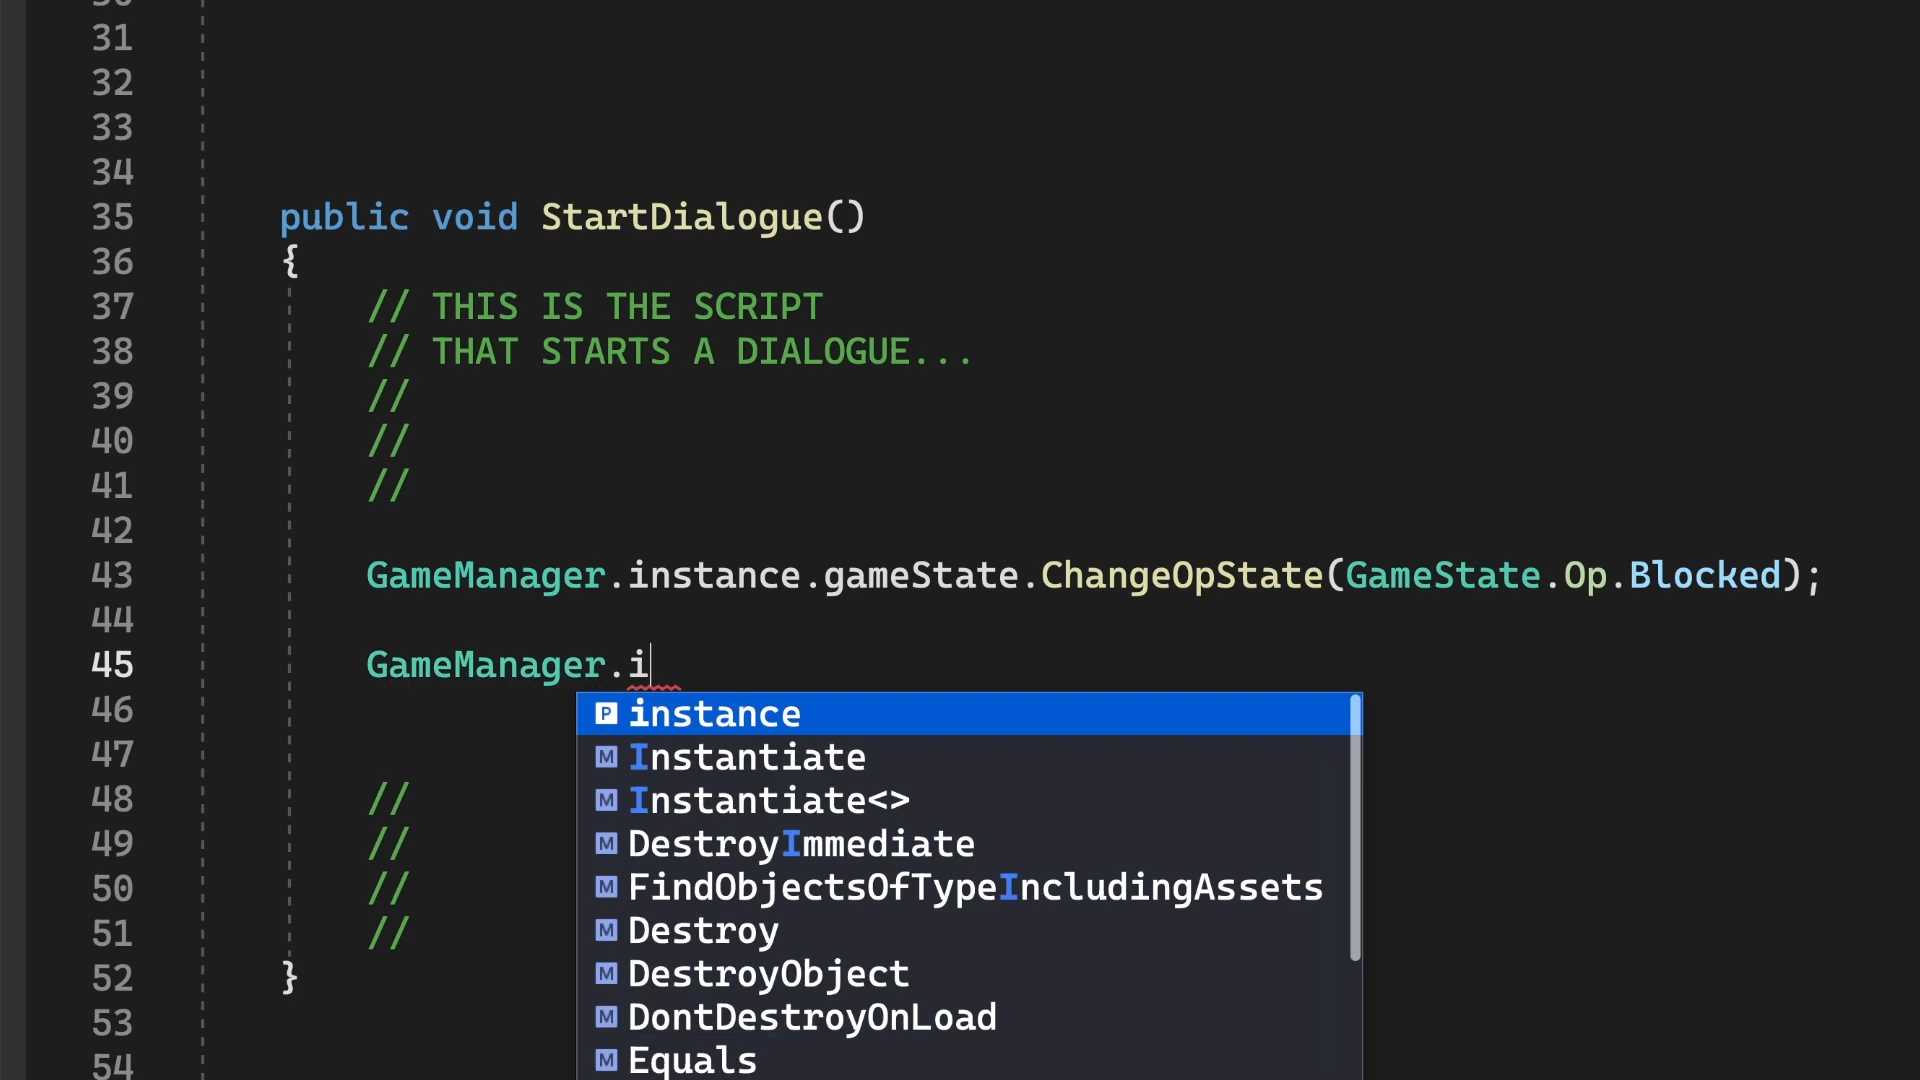 31
32
33
34
35 public void StartDialogue()
36 {
37 // THIS IS THE SCRIPT
38 // THAT STARTS A DIALOGUE...
39 //
40 //
41 //
42
43 GameManager.instance.gameState.ChangeOpState(GameState.Op.Blocked);
44
45 GameManager.i
46 P instance
47 M Instantiate
48 // M Instantiate<>
49 // M DestroyImmediate
50 // M FindObjectsOfTypeIncludingAssets
51 // M Destroy
52 } M DestroyObject
53 M DontDestroyOnLoad
54 M Equals